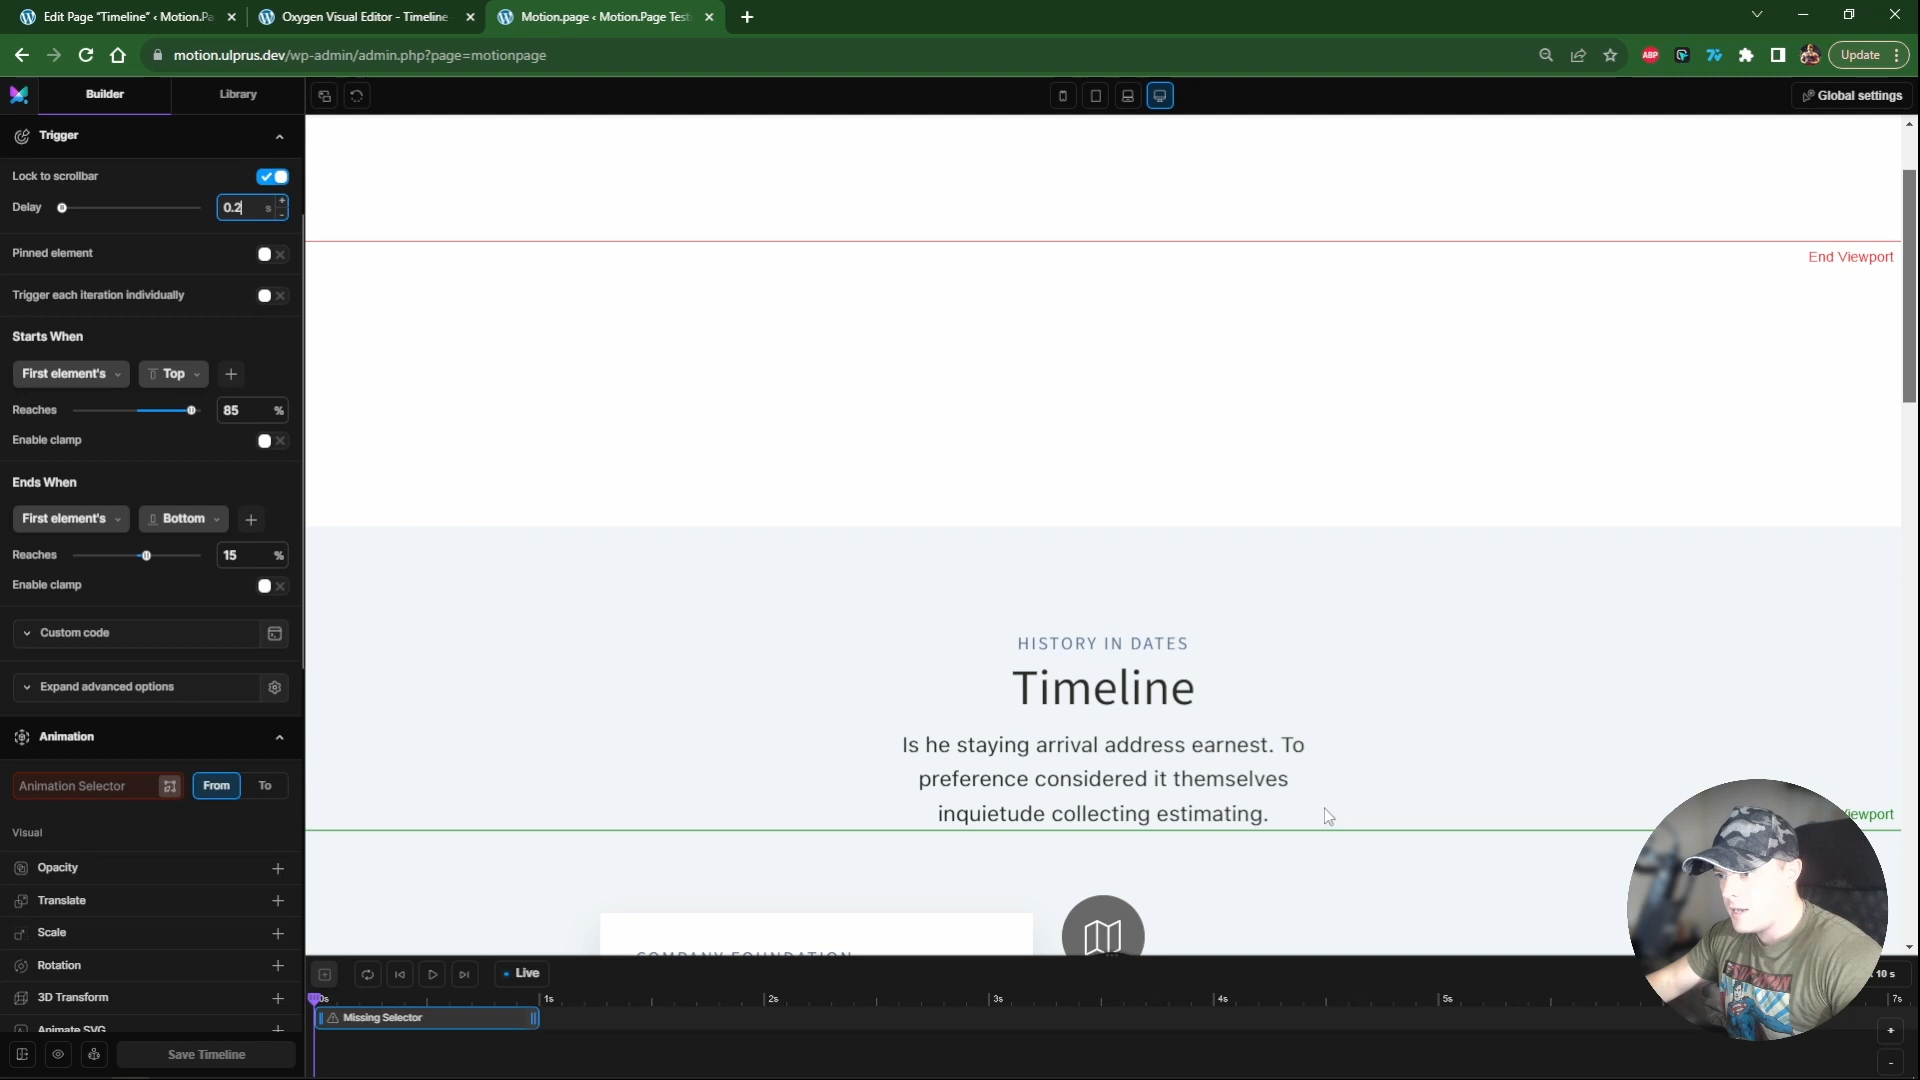 Edit Page "Timeline" ‹ Motion.Pa
Oxygen Visual Editor - Timeline
Motion.page ‹ Motion.Page Test
motion.ulprus.dev/wp-admin/admin.php?page=motionpage
ABP
Update
Builder
Library
Global settings
Trigger
Lock to scrollbar
Delay
0.2
s
+
-
Pinned element
Trigger each iteration individually
Starts When
First element's
Top
Reaches
85
%
Enable clamp
Ends When
First element's
Bottom
Reaches
15
%
Enable clamp
Custom code
Expand advanced options
Animation
Animation Selector
From
To
Visual
Opacity
Translate
Scale
Rotation
3D Transform
Animate SVG
Save Timeline
End Viewport
HISTORY IN DATES
Timeline
Is he staying arrival address earnest. To
preference considered it themselves
inquietude collecting estimating.
iewport
COMPANY FOUNDATION
Live
10 s
0s
1s
2s
3s
4s
5s
7s
Missing Selector
+
-